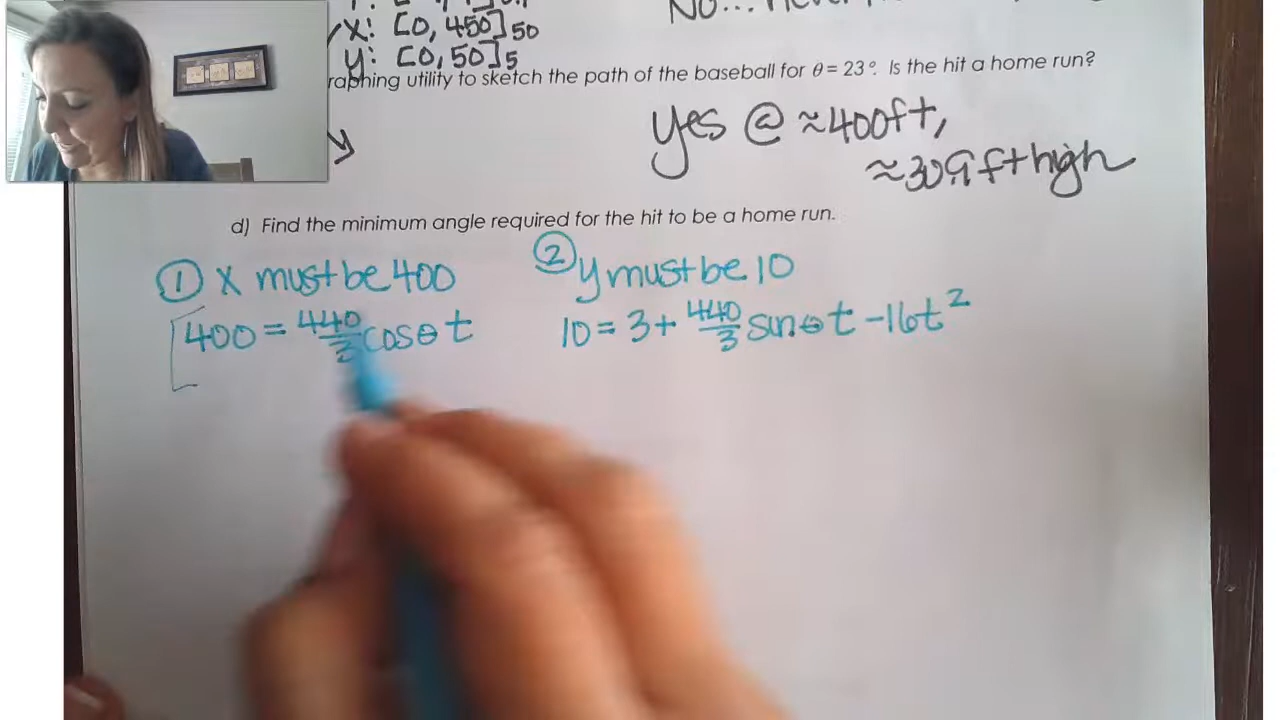 No... never
x: [0, 450]50
y: [0, 50]5
raphing utility to sketch the path of the baseball for θ = 23°. Is the hit a home run?
yes @ ≈400ft,
≈30.9ft high
d) Find the minimum angle required for the hit to be a home run.
① x must be 400
② y must be 10
400 = 440/3 cosθ t
10 = 3 + 440/3 sinθ t - 16t²